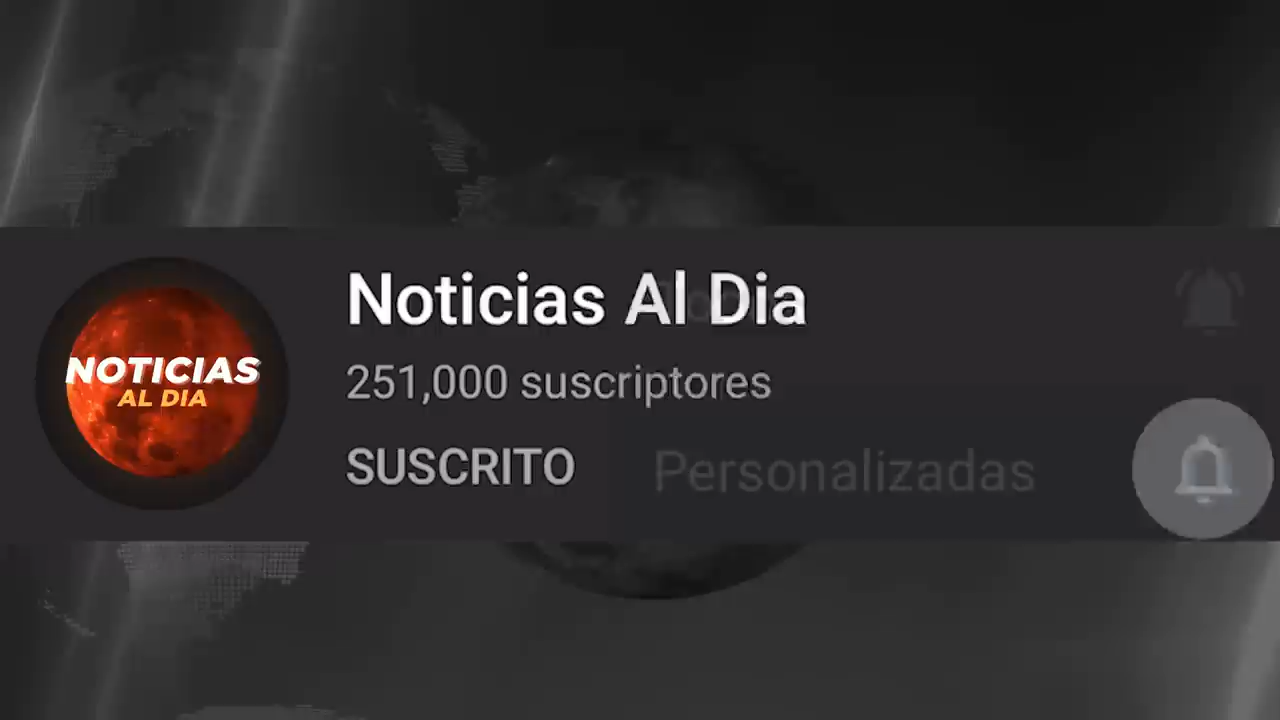 NOTICIAS
AL DIA
Noticias Al Dia
251,000 suscriptores
SUSCRITO
Personalizadas